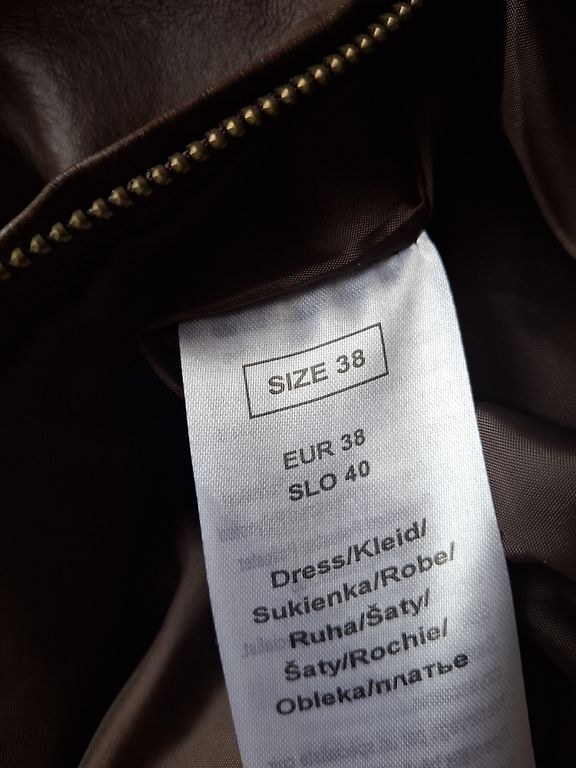 SIZE 38
EUR 38
SLO 40
Dress/Kleid/
Sukienka/Robe/
Ruha/Šaty/
Šaty/Rochie/
Obleka/платье